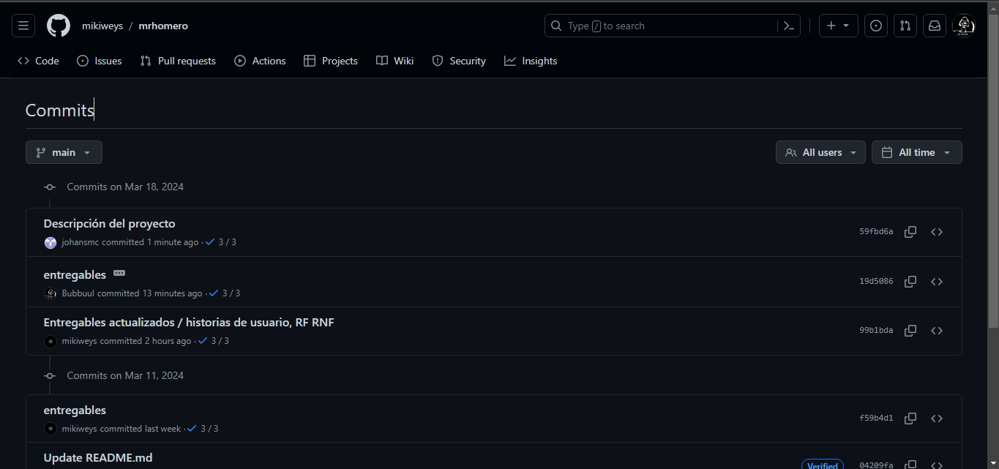 mikiweys / mrhomero
Type / to search
Code Issues Pull requests Actions Projects Wiki Security Insights
Commits
main All users All time
Commits on Mar 18, 2024
Descripción del proyecto
johansmc committed 1 minute ago · 3 / 3
59fbd6a
entregables
Bubbuul committed 13 minutes ago · 3 / 3
19d5086
Entregables actualizados / historias de usuario, RF RNF
mikiweys committed 2 hours ago · 3 / 3
99b1bda
Commits on Mar 11, 2024
entregables
mikiweys committed last week · 3 / 3
f59b4d1
Update README.md
Verified 04209fa